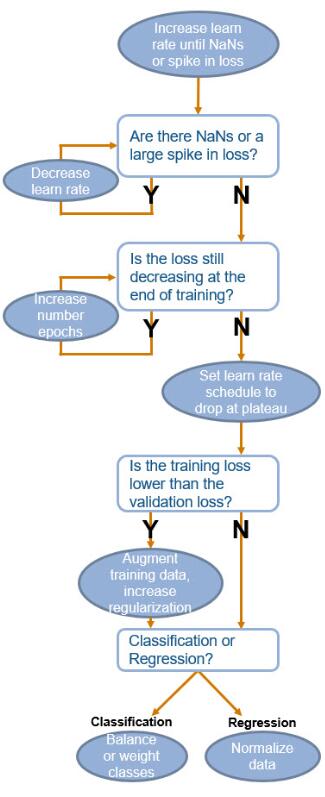 Increase learn
rate until NaNs
or spike in loss
Are there NaNs or a
large spike in loss?
Decrease
learn rate
Y
N
Is the loss still
decreasing at the
end of training?
Increase
number
epochs
Y
N
Set learn rate
schedule to
drop at plateau
Is the training loss
lower than the
validation loss?
Y
N
Augment
training data,
increase
regularization
Classification or
Regression?
Classification
Regression
Balance
or weight
classes
Normalize
data